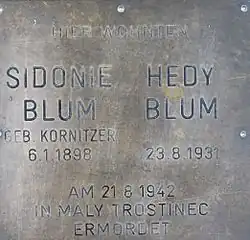 HIER WOHNTEN
SIDONIE HEDY
BLUM BLUM
GEB KORNITZER
6.1.1898 23.8.1931
AM 21 8 1942
IN MALY TROSTINEC
ERMORDET